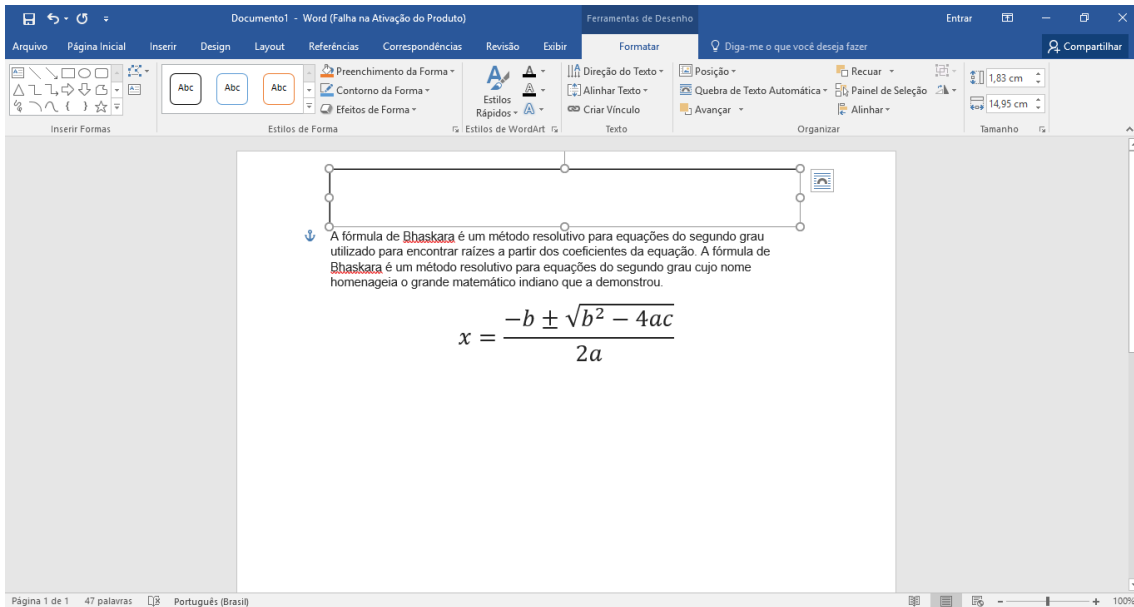 Documento1 - Word (Falha na Ativação do Produto)
Ferramentas de Desenho
Entrar
Arquivo Página Inicial Inserir Design Layout Referências Correspondências Revisão Exibir Formatar Diga-me o que você deseja fazer Compartilhar
Abc Abc Abc
Preenchimento da Forma
Contorno da Forma
Efeitos de Forma
Estilos
Rápidos
A
A
A
Direção do Texto
Alinhar Texto
Criar Vínculo
Posição
Quebra de Texto Automática
Avançar
Recuar
Painel de Seleção
Alinhar
1,83 cm
14,95 cm
Inserir Formas Estilos de Forma Estilos de WordArt Texto Organizar Tamanho
A fórmula de Bhaskara é um método resolutivo para equações do segundo grau
utilizado para encontrar raízes a partir dos coeficientes da equação. A fórmula de
Bhaskara é um método resolutivo para equações do segundo grau cujo nome
homenageia o grande matemático indiano que a demonstrou.
x = (−b ± √(b² − 4ac)) / 2a
Página 1 de 1 47 palavras Português (Brasil) 100%